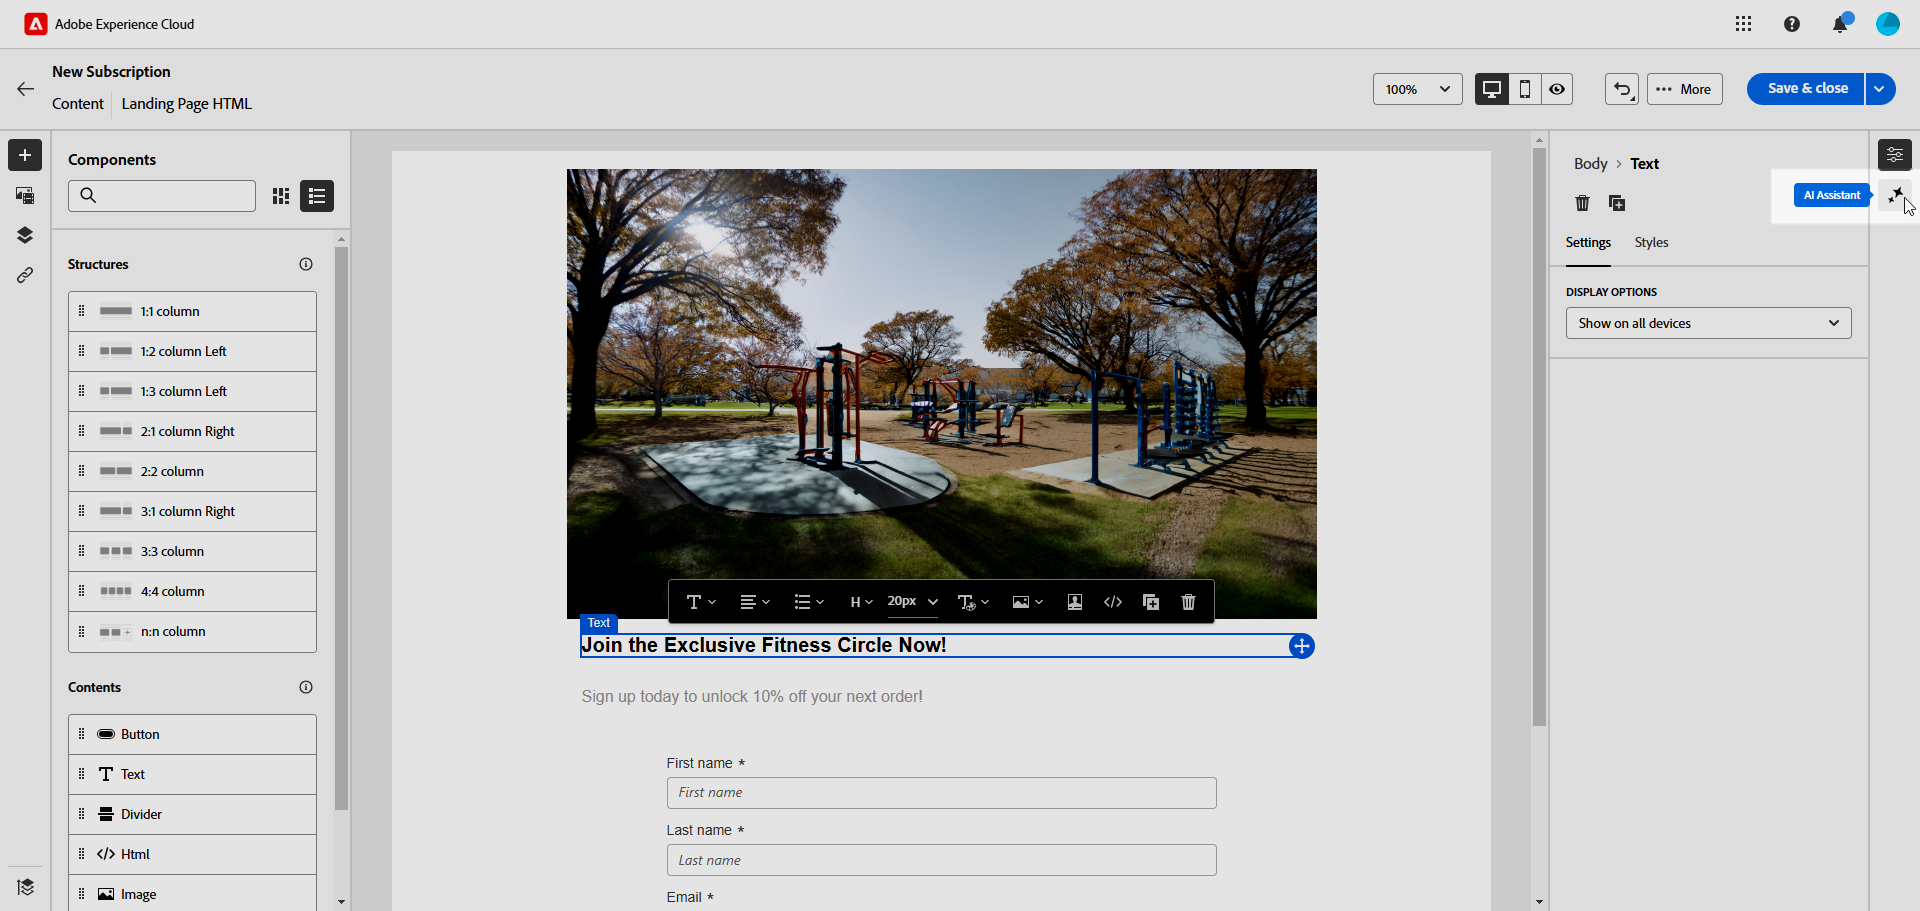 Adobe Experience Cloud
New Subscription
Content
Landing Page HTML
100%
More
Save & close
Components
Structures
1:1 column
1:2 column Left
1:3 column Left
2:1 column Right
2:2 column
3:1 column Right
3:3 column
4:4 column
n:n column
Contents
Button
Text
Divider
Html
Image
H
20px
Text
Join the Exclusive Fitness Circle Now!
Sign up today to unlock 10% off your next order!
First name *
First name
Last name *
Last name
Email *
Body > Text
AI Assistant
Settings
Styles
DISPLAY OPTIONS
Show on all devices